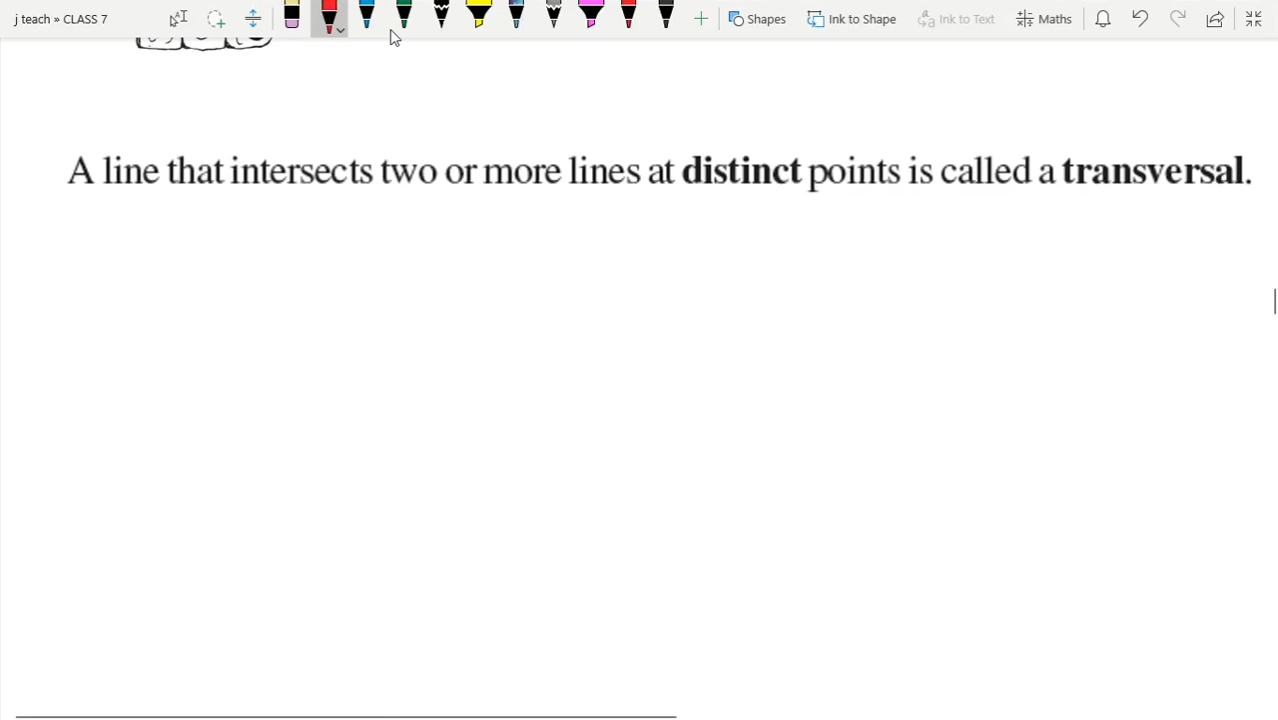 j teach » CLASS 7
Shapes
Ink to Shape
Ink to Text
Maths
A line that intersects two or more lines at distinct points is called a transversal.